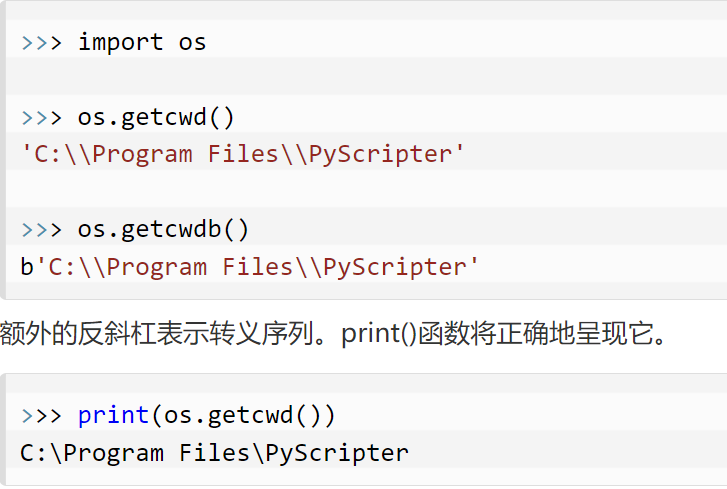 >>> import os
>>> os.getcwd()
'C:\\Program Files\\PyScripter'
>>> os.getcwdb()
b'C:\\Program Files\\PyScripter'
额外的反斜杠表示转义序列。print()函数将正确地呈现它。
>>> print(os.getcwd())
C:\Program Files\PyScripter